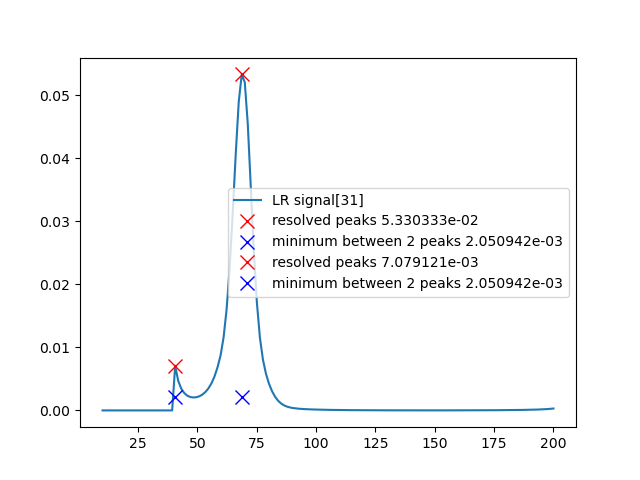 0.05
0.04
0.03
0.02
0.01
0.00
LR signal[31]
resolved peaks 5.330333e-02
minimum between 2 peaks 2.050942e-03
resolved peaks 7.079121e-03
minimum between 2 peaks 2.050942e-03
25 50 75 100 125 150 175 200